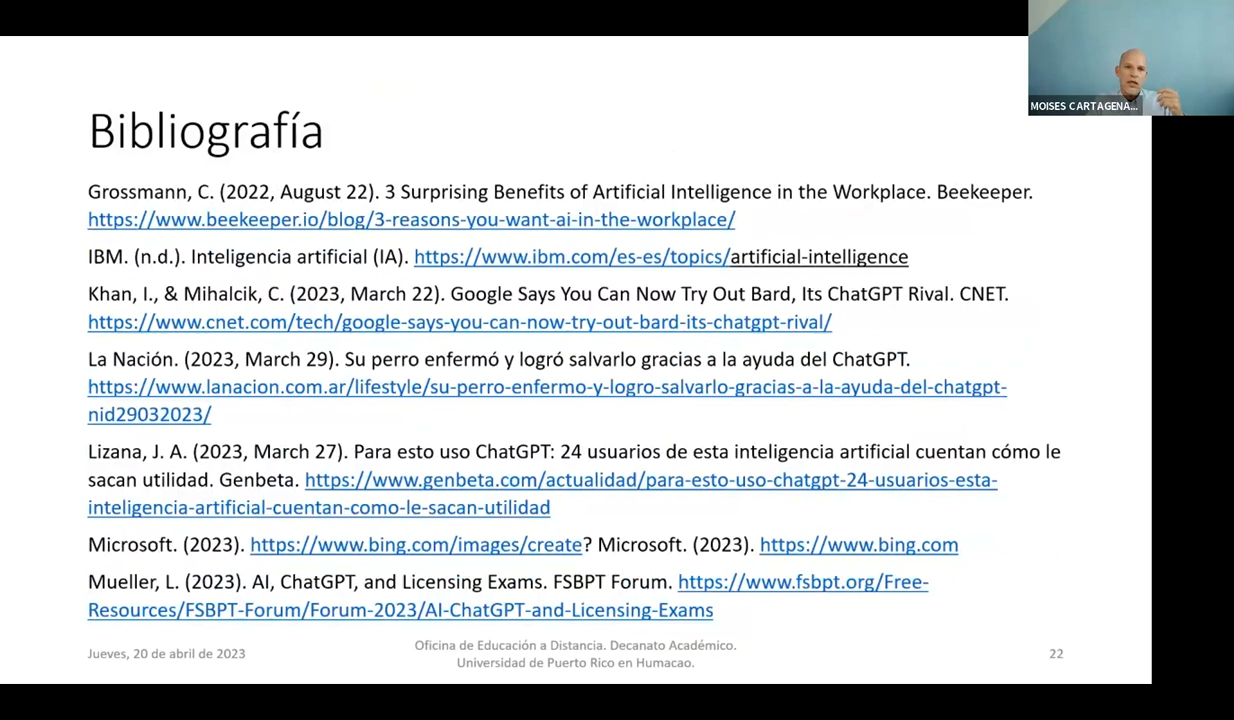 MOISES CARTAGENA...
Bibliografía
Grossmann, C. (2022, August 22). 3 Surprising Benefits of Artificial Intelligence in the Workplace. Beekeeper.
https://www.beekeeper.io/blog/3-reasons-you-want-ai-in-the-workplace/
IBM. (n.d.). Inteligencia artificial (IA). https://www.ibm.com/es-es/topics/artificial-intelligence
Khan, I., & Mihalcik, C. (2023, March 22). Google Says You Can Now Try Out Bard, Its ChatGPT Rival. CNET.
https://www.cnet.com/tech/google-says-you-can-now-try-out-bard-its-chatgpt-rival/
La Nación. (2023, March 29). Su perro enfermó y logró salvarlo gracias a la ayuda del ChatGPT.
https://www.lanacion.com.ar/lifestyle/su-perro-enfermo-y-logro-salvarlo-gracias-a-la-ayuda-del-chatgpt-
nid29032023/
Lizana, J. A. (2023, March 27). Para esto uso ChatGPT: 24 usuarios de esta inteligencia artificial cuentan cómo le
sacan utilidad. Genbeta. https://www.genbeta.com/actualidad/para-esto-uso-chatgpt-24-usuarios-esta-
inteligencia-artificial-cuentan-como-le-sacan-utilidad
Microsoft. (2023). https://www.bing.com/images/create? Microsoft. (2023). https://www.bing.com
Mueller, L. (2023). AI, ChatGPT, and Licensing Exams. FSBPT Forum. https://www.fsbpt.org/Free-
Resources/FSBPT-Forum/Forum-2023/AI-ChatGPT-and-Licensing-Exams
Jueves, 20 de abril de 2023
Oficina de Educación a Distancia. Decanato Académico.
Universidad de Puerto Rico en Humacao.
22